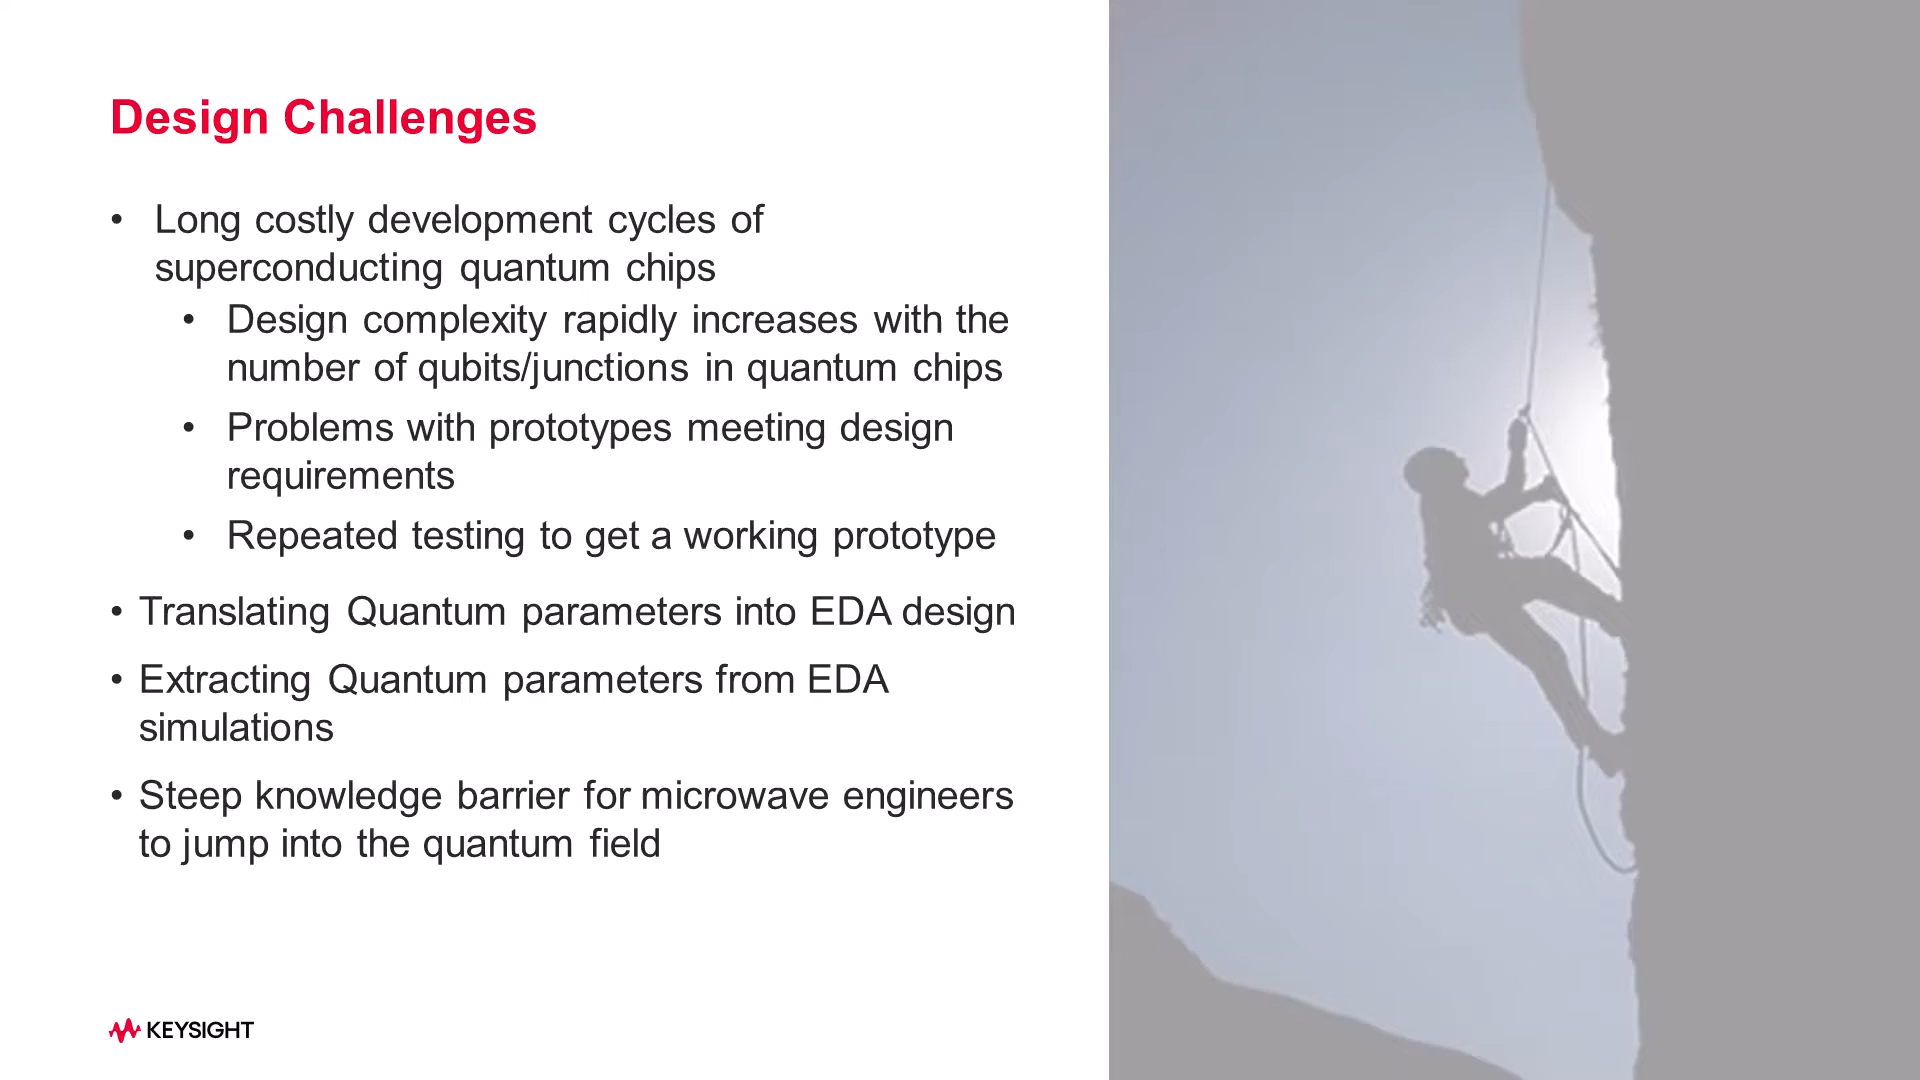 Design Challenges
• Long costly development cycles of
superconducting quantum chips
• Design complexity rapidly increases with the
number of qubits/junctions in quantum chips
• Problems with prototypes meeting design
requirements
• Repeated testing to get a working prototype
• Translating Quantum parameters into EDA design
• Extracting Quantum parameters from EDA
simulations
• Steep knowledge barrier for microwave engineers
to jump into the quantum field
KEYSIGHT